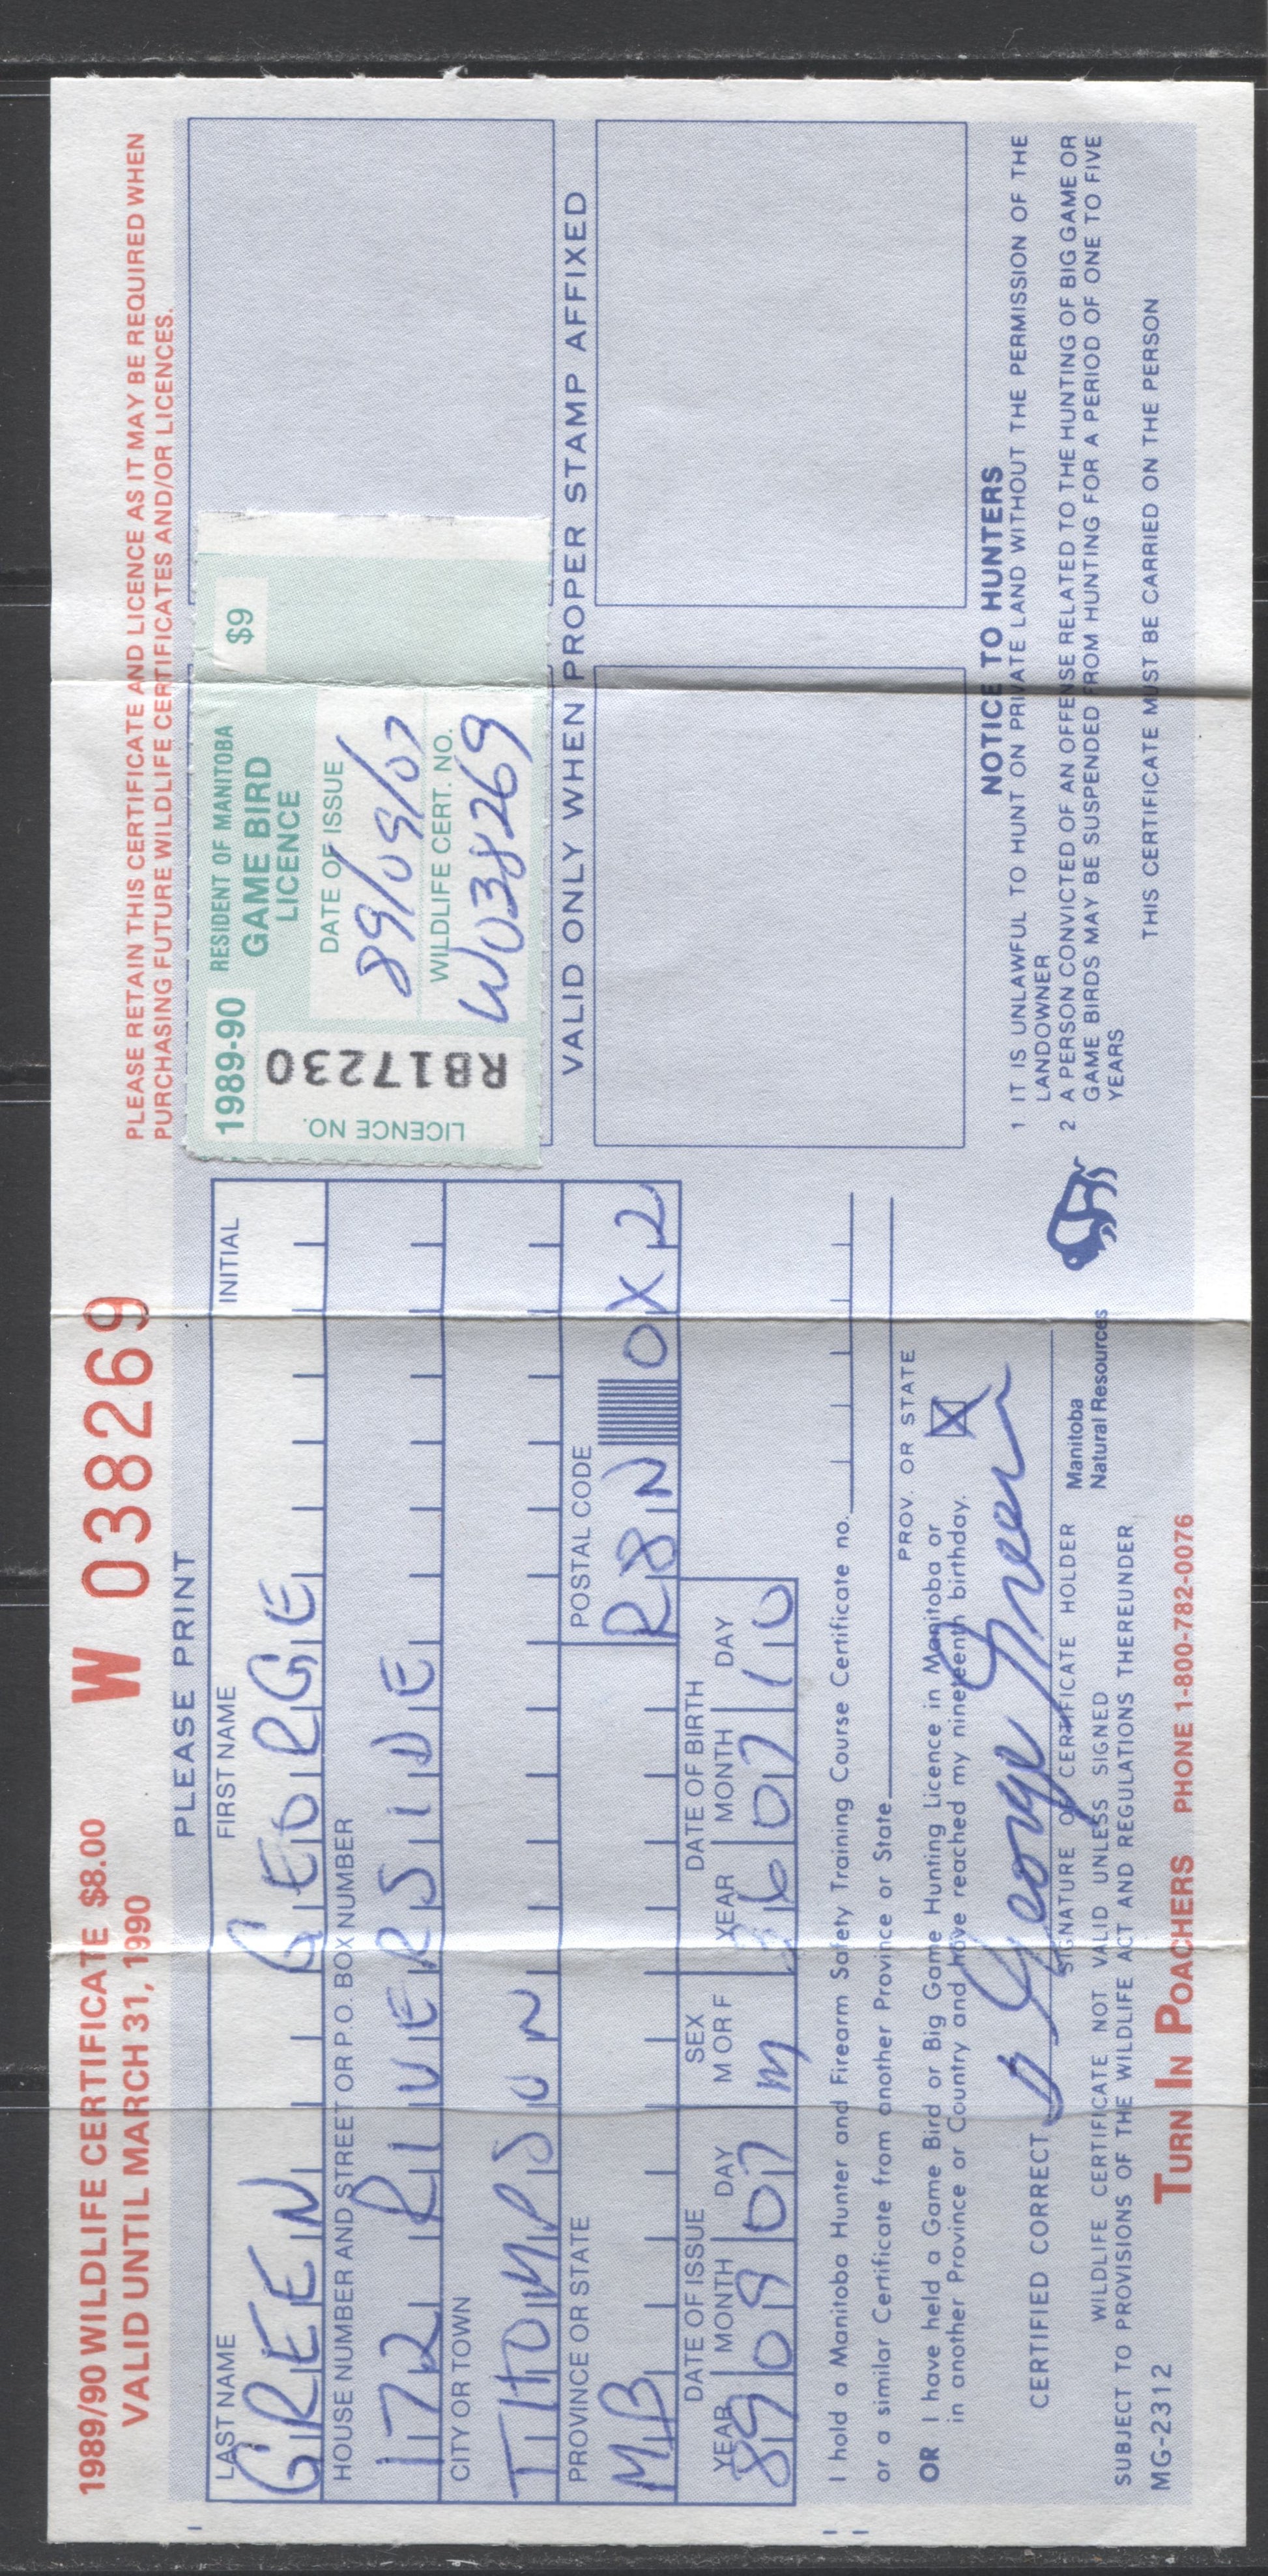 1989/90 WILDLIFE CERTIFICATE $8.00
VALID UNTIL MARCH 31, 1990
W 038269
PLEASE RETAIN THIS CERTIFICATE AND LICENCE AS IT MAY BE REQUIRED WHEN
PURCHASING FUTURE WILDLIFE CERTIFICATES AND/OR LICENCES.
PLEASE PRINT
LAST NAME FIRST NAME INITIAL
GREEN GEORGE
HOUSE NUMBER AND STREET OR P.O. BOX NUMBER
172 RIVERSIDE
CITY OR TOWN
THOMPSON
PROVINCE OR STATE POSTAL CODE
MB R8N 0X2
DATE OF ISSUE SEX DATE OF BIRTH
YEAR MONTH DAY M OR F YEAR MONTH DAY
89 09 07 M 36 07 10
I hold a Manitoba Hunter and Firearm Safety Training Course Certificate no.
or a similar Certificate from another Province or State
PROV. OR STATE
OR I have held a Game Bird or Big Game Hunting Licence in Manitoba or
in another Province or Country and have reached my nineteenth birthday. X
CERTIFIED CORRECT George Green
SIGNATURE OF CERTIFICATE HOLDER
WILDLIFE CERTIFICATE NOT VALID UNLESS SIGNED
SUBJECT TO PROVISIONS OF THE WILDLIFE ACT AND REGULATIONS THEREUNDER
Manitoba
Natural Resources
MG-2312
TURN IN POACHERS PHONE 1-800-782-0076
1989-90 RESIDENT OF MANITOBA $9
GAME BIRD
LICENCE
LICENCE NO.
RB17230
DATE OF ISSUE
89/09/07
WILDLIFE CERT. NO.
W038269
VALID ONLY WHEN PROPER STAMP AFFIXED
NOTICE TO HUNTERS
1 IT IS UNLAWFUL TO HUNT ON PRIVATE LAND WITHOUT THE PERMISSION OF THE
LANDOWNER
2 A PERSON CONVICTED OF AN OFFENSE RELATED TO THE HUNTING OF BIG GAME OR
GAME BIRDS MAY BE SUSPENDED FROM HUNTING FOR A PERIOD OF ONE TO FIVE
YEARS
THIS CERTIFICATE MUST BE CARRIED ON THE PERSON